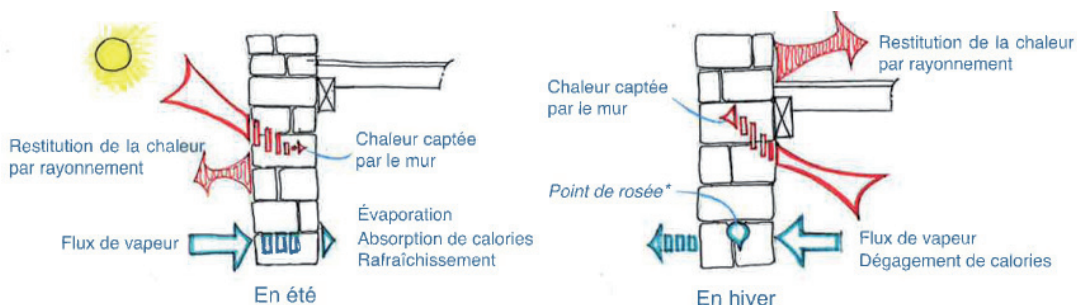 Restitution de la chaleur
par rayonnement
Chaleur captée
par le mur
Flux de vapeur
Évaporation
Absorption de calories
Rafraîchissement
En été
Restitution de la chaleur
par rayonnement
Chaleur captée
par le mur
Point de rosée*
Flux de vapeur
Dégagement de calories
En hiver